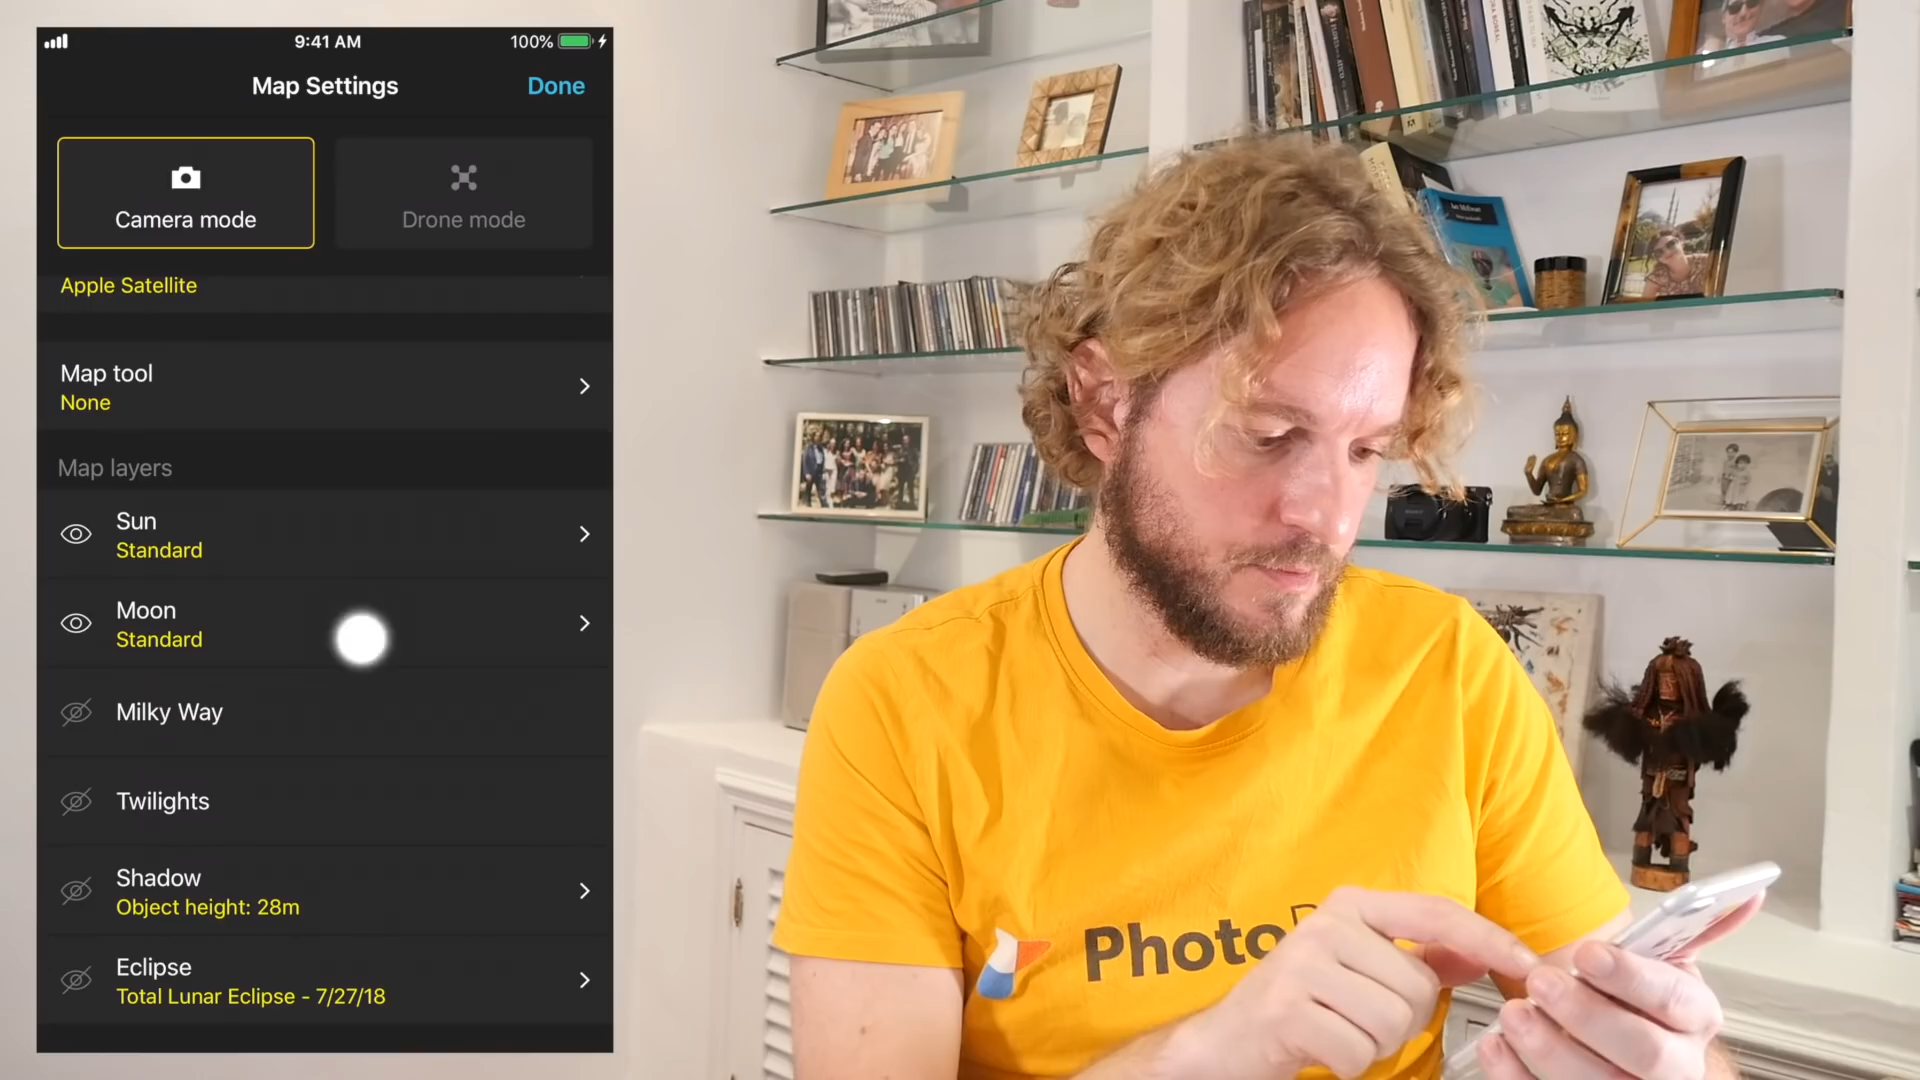 9:41 AM
100%
Map Settings
Done
Camera mode
Drone mode
Apple Satellite
Map tool
None
Map layers
Sun
Standard
Moon
Standard
Milky Way
Twilights
Shadow
Object height: 28m
Eclipse
Total Lunar Eclipse - 7/27/18
Photo